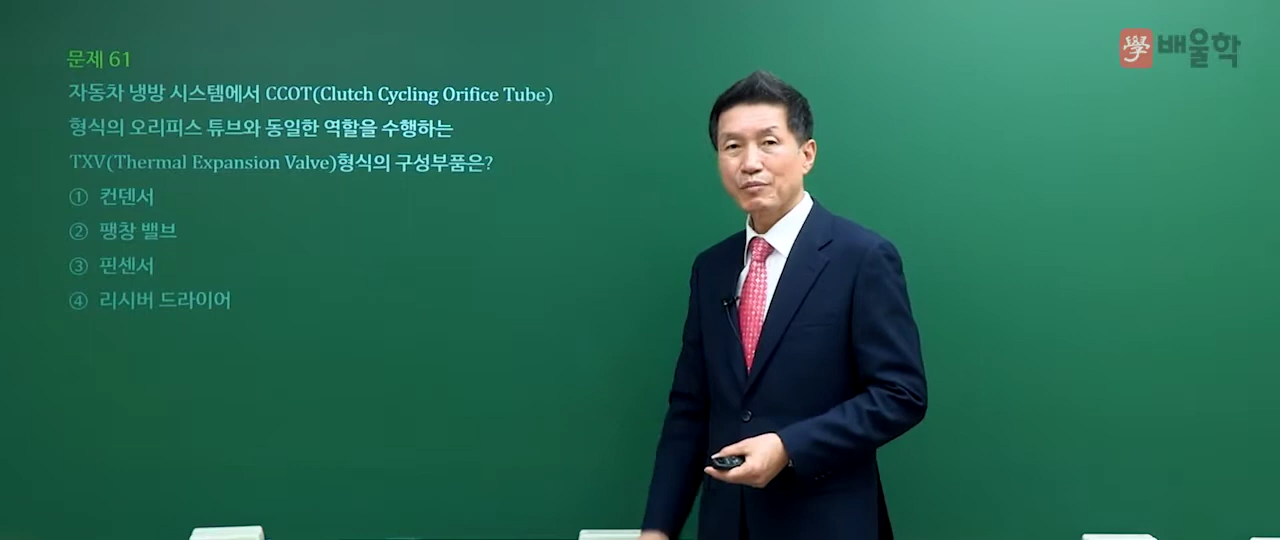 學 배울학
문제 61
자동차 냉방 시스템에서 CCOT(Clutch Cycling Orifice Tube)
형식의 오리피스 튜브와 동일한 역할을 수행하는
TXV(Thermal Expansion Valve)형식의 구성부품은?
① 컨덴서
② 팽창 밸브
③ 핀센서
④ 리시버 드라이어